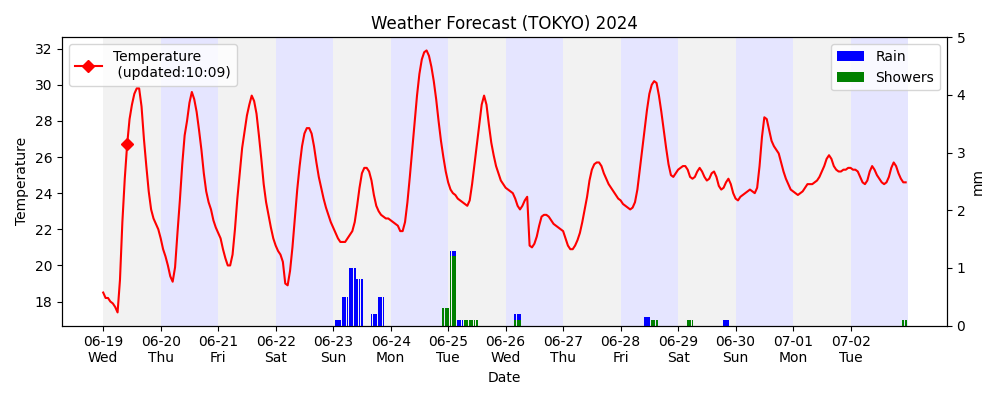 Weather Forecast (TOKYO) 2024
Temperature
(updated:10:09)
Rain
Showers
Temperature
32
30
28
26
24
22
20
18
5
4
3
2
1
0
mm
06-19 06-20 06-21 06-22 06-23 06-24 06-25 06-26 06-27 06-28 06-29 06-30 07-01 07-02
Wed Thu Fri Sat Sun Mon Tue Wed Thu Fri Sat Sun Mon Tue
Date